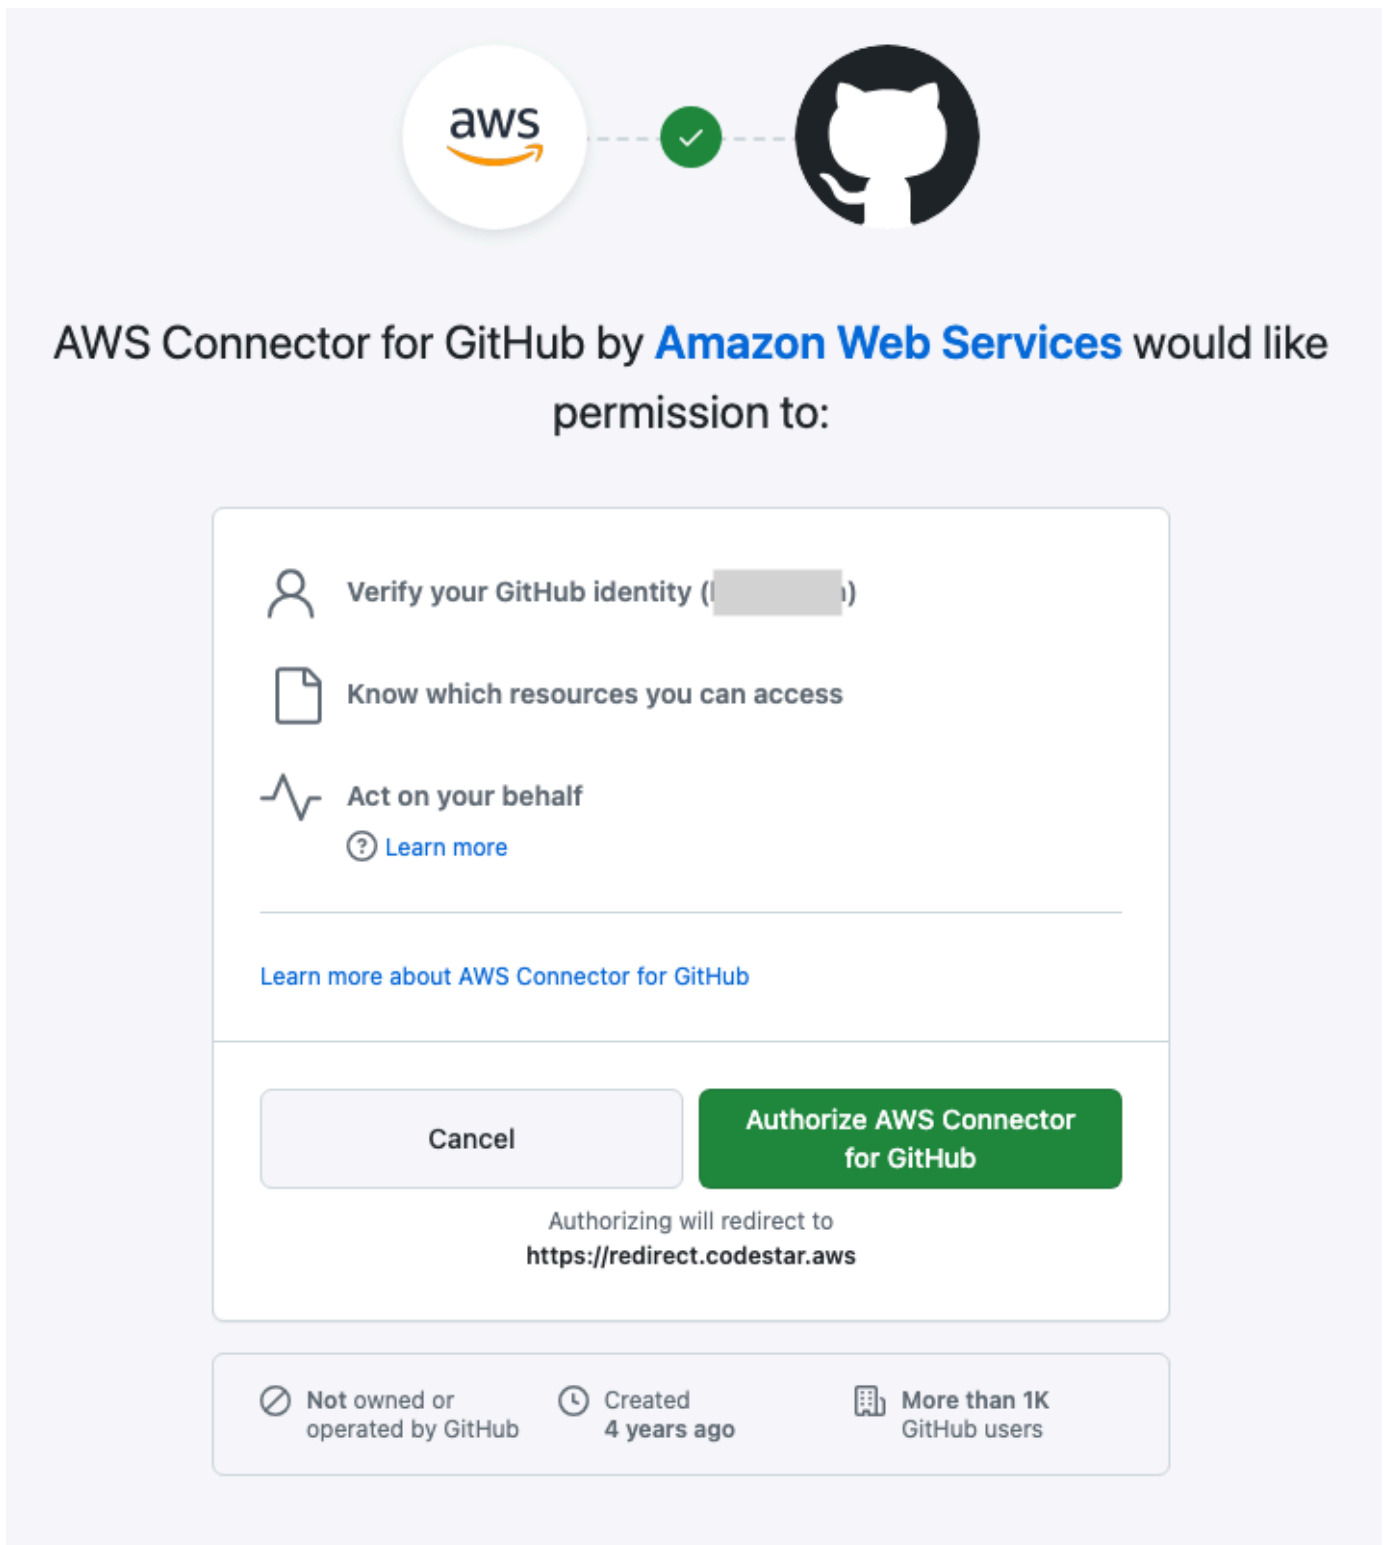 aws
AWS Connector for GitHub by Amazon Web Services would like
permission to:
Verify your GitHub identity ( )
Know which resources you can access
Act on your behalf
? Learn more
Learn more about AWS Connector for GitHub
Cancel
Authorize AWS Connector
for GitHub
Authorizing will redirect to
https://redirect.codestar.aws
Not owned or
operated by GitHub
Created
4 years ago
More than 1K
GitHub users